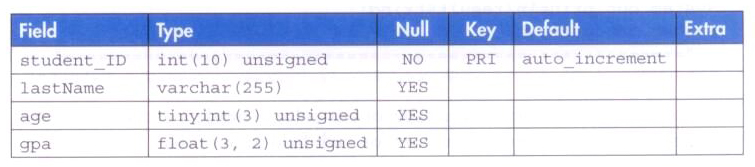 Field Type Null Key Default Extra
student_ID int(10) unsigned NO PRI auto_increment
lastName varchar(255) YES
age tinyint(3) unsigned YES
gpa float(3, 2) unsigned YES